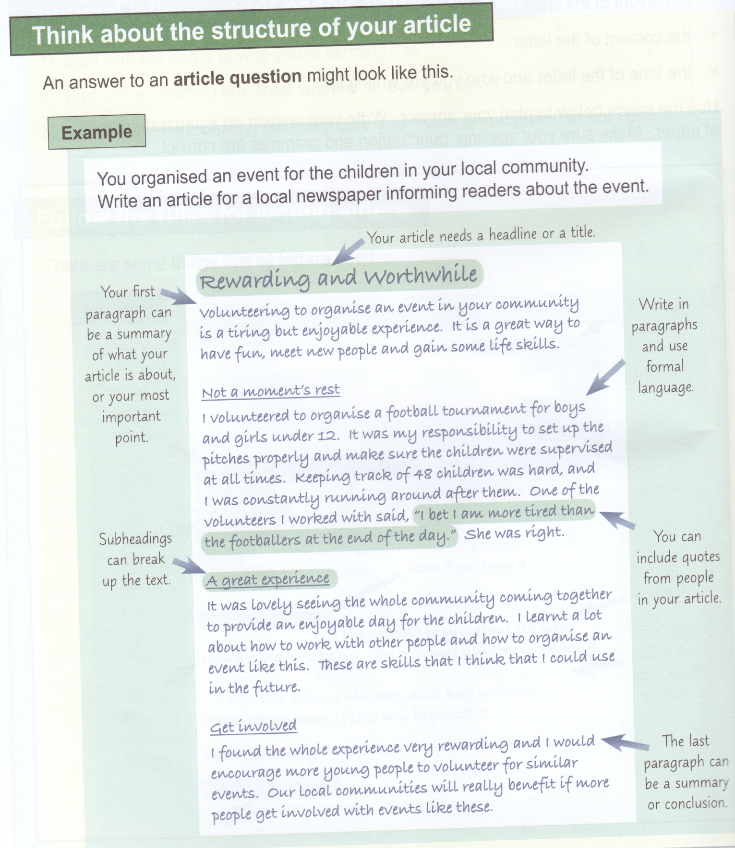 Think about the structure of your article
An answer to an article question might look like this.
Example
You organised an event for the children in your local community.
Write an article for a local newspaper informing readers about the event.
Your article needs a headline or a title.
Your first
paragraph can
be a summary
of what your
article is about,
or your most
important
point.
Rewarding and Worthwhile
Volunteering to organise an event in your community
is a tiring but enjoyable experience. It is a great way to
have fun, meet new people and gain some life skills.
Write in
paragraphs
and use
formal
language.
Not a moment's rest
I volunteered to organise a football tournament for boys
and girls under 12. It was my responsibility to set up the
pitches properly and make sure the children were supervised
at all times. Keeping track of 48 children was hard, and
I was constantly running around after them. One of the
volunteers I worked with said, "I bet I am more tired than
the footballers at the end of the day." She was right.
You can
include quotes
from people
in your article.
Subheadings
can break
up the text.
A great experience
It was lovely seeing the whole community coming together
to provide an enjoyable day for the children. I learnt a lot
about how to work with other people and how to organise an
event like this. These are skills that I think that I could use
in the future.
Get involved
I found the whole experience very rewarding and I would
encourage more young people to volunteer for similar
events. Our local communities will really benefit if more
people get involved with events like these.
The last
paragraph can
be a summary
or conclusion.